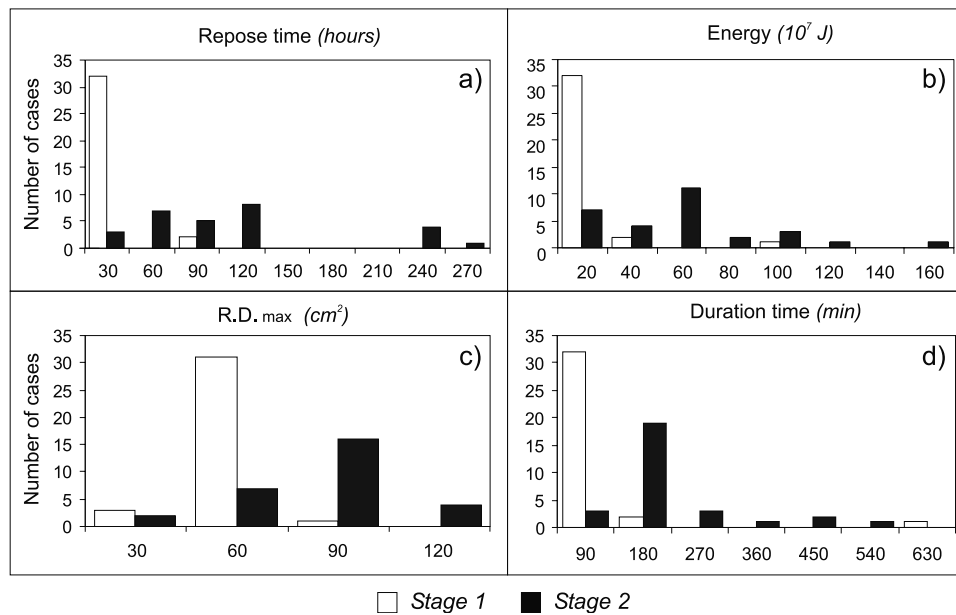 Repose time (hours)
a)
Number of cases
35
30
25
20
15
10
5
0
30 60 90 120 150 180 210 240 270
Energy (10⁷ J)
b)
35
30
25
20
15
10
5
0
20 40 60 80 100 120 140 160
R.D. max (cm²)
c)
Number of cases
35
30
25
20
15
10
5
0
30 60 90 120
Duration time (min)
d)
35
30
25
20
15
10
5
0
90 180 270 360 450 540 630
Stage 1 Stage 2